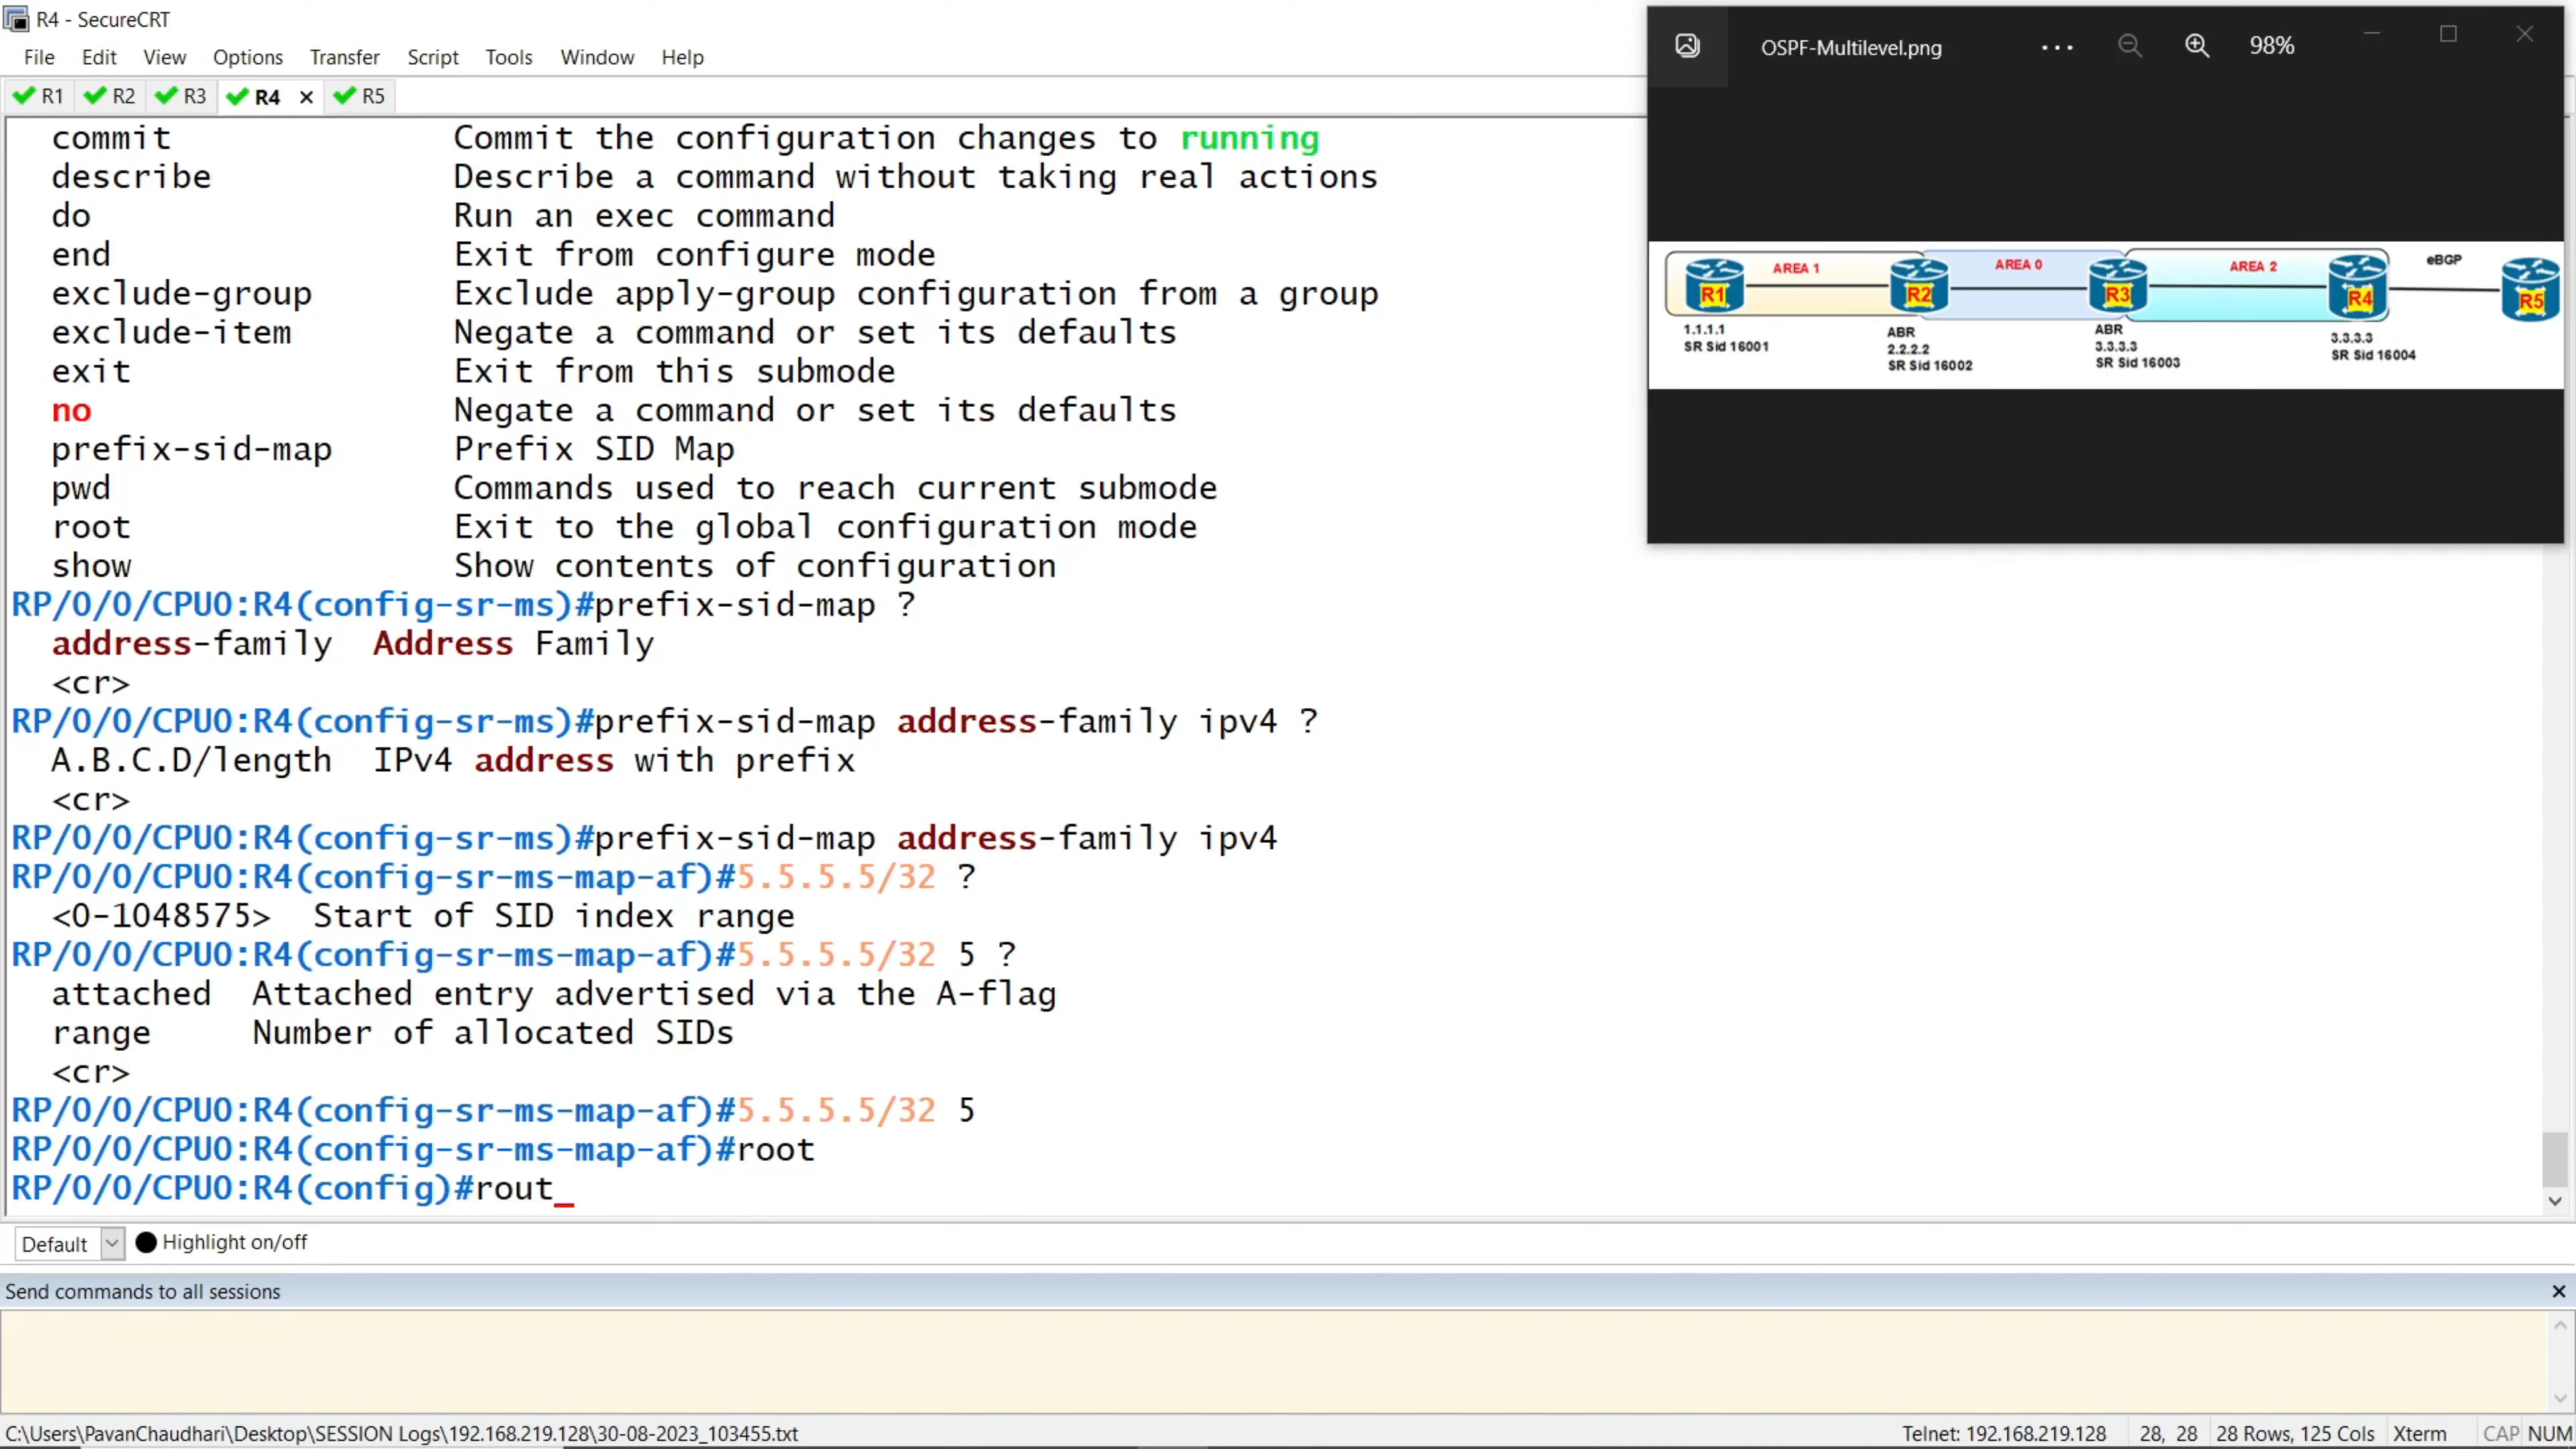 R4 - SecureCRT
File Edit View Options Transfer Script Tools Window Help
R1 R2 R3 R4 R5
commit Commit the configuration changes to running
describe Describe a command without taking real actions
do Run an exec command
end Exit from configure mode
exclude-group Exclude apply-group configuration from a group
exclude-item Negate a command or set its defaults
exit Exit from this submode
no Negate a command or set its defaults
prefix-sid-map Prefix SID Map
pwd Commands used to reach current submode
root Exit to the global configuration mode
show Show contents of configuration
RP/0/0/CPU0:R4(config-sr-ms)#prefix-sid-map ?
address-family Address Family
<cr>
RP/0/0/CPU0:R4(config-sr-ms)#prefix-sid-map address-family ipv4 ?
A.B.C.D/length IPv4 address with prefix
<cr>
RP/0/0/CPU0:R4(config-sr-ms)#prefix-sid-map address-family ipv4
RP/0/0/CPU0:R4(config-sr-ms-map-af)#5.5.5.5/32 ?
<0-1048575> Start of SID index range
RP/0/0/CPU0:R4(config-sr-ms-map-af)#5.5.5.5/32 5 ?
attached Attached entry advertised via the A-flag
range Number of allocated SIDs
<cr>
RP/0/0/CPU0:R4(config-sr-ms-map-af)#5.5.5.5/32 5
RP/0/0/CPU0:R4(config-sr-ms-map-af)#root
RP/0/0/CPU0:R4(config)#rout_
OSPF-Multilevel.png 98%
AREA 1 AREA 0 AREA 2 eBGP
R1 R2 R3 R4 R5
1.1.1.1
SR Sid 16001
ABR
2.2.2.2
SR Sid 16002
ABR
3.3.3.3
SR Sid 16003
3.3.3.3
SR Sid 16004
Default Highlight on/off
Send commands to all sessions
C:\Users\PavanChaudhari\Desktop\SESSION Logs\192.168.219.128\30-08-2023_103455.txt Telnet: 192.168.219.128 28, 28 28 Rows, 125 Cols Xterm CAP NUM